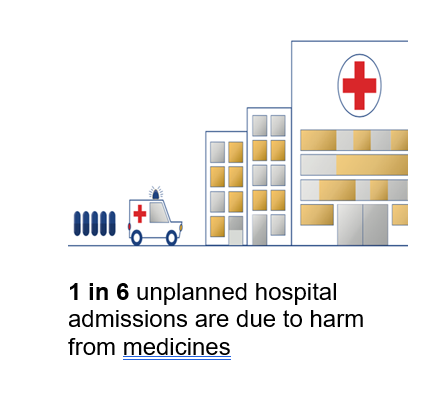 1 in 6 unplanned hospital
admissions are due to harm
from medicines